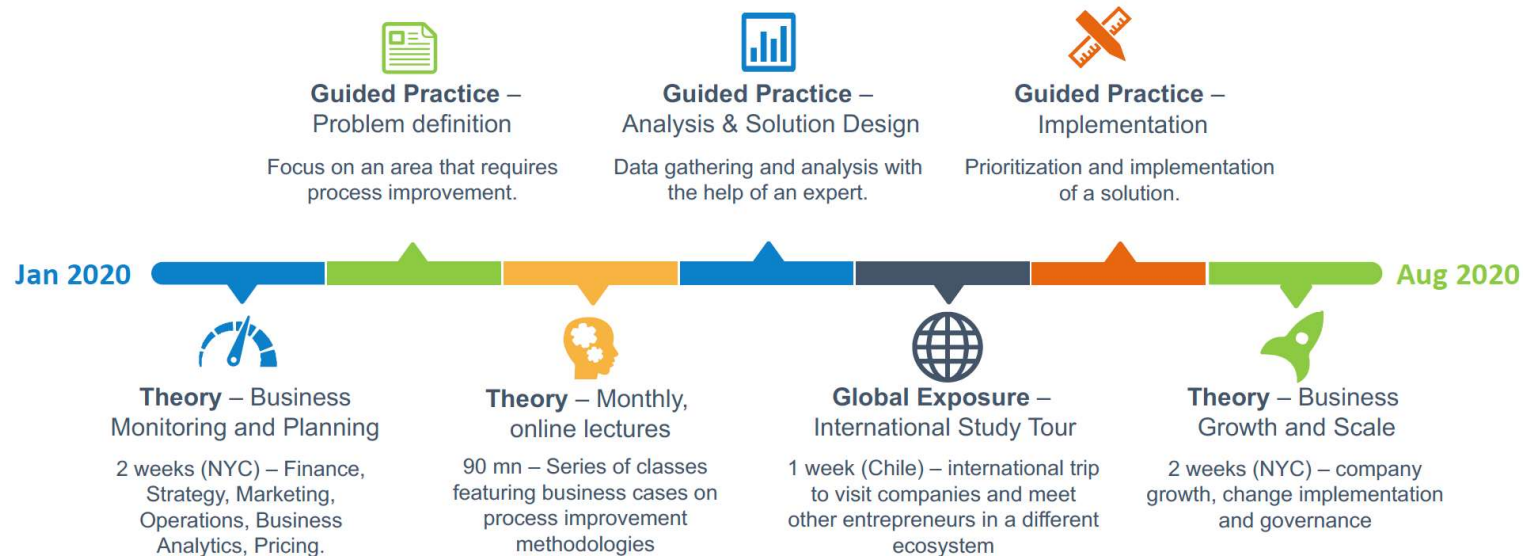 Guided Practice –
Problem definition
Focus on an area that requires
process improvement.
Guided Practice –
Analysis & Solution Design
Data gathering and analysis with
the help of an expert.
Guided Practice –
Implementation
Prioritization and implementation
of a solution.
Jan 2020
Aug 2020
Theory – Business
Monitoring and Planning
2 weeks (NYC) – Finance,
Strategy, Marketing,
Operations, Business
Analytics, Pricing.
Theory – Monthly,
online lectures
90 mn – Series of classes
featuring business cases on
process improvement
methodologies
Global Exposure –
International Study Tour
1 week (Chile) – international trip
to visit companies and meet
other entrepreneurs in a different
ecosystem
Theory – Business
Growth and Scale
2 weeks (NYC) – company
growth, change implementation
and governance